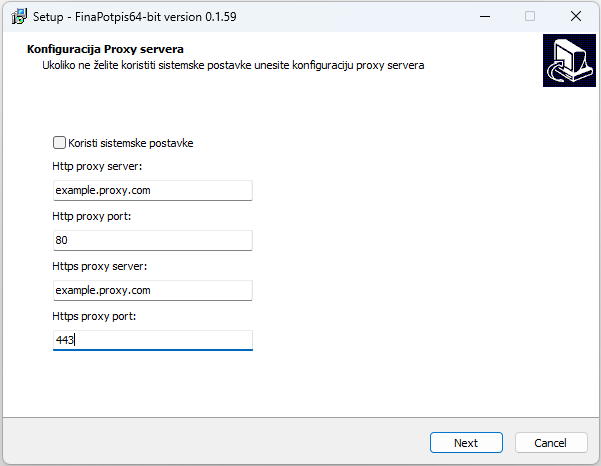 Setup - FinaPotpis64-bit version 0.1.59
Konfiguracija Proxy servera
Ukoliko ne želite koristiti sistemske postavke unesite konfiguraciju proxy servera
Koristi sistemske postavke
Http proxy server:
example.proxy.com
Http proxy port:
80
Https proxy server:
example.proxy.com
Https proxy port:
443
Next
Cancel